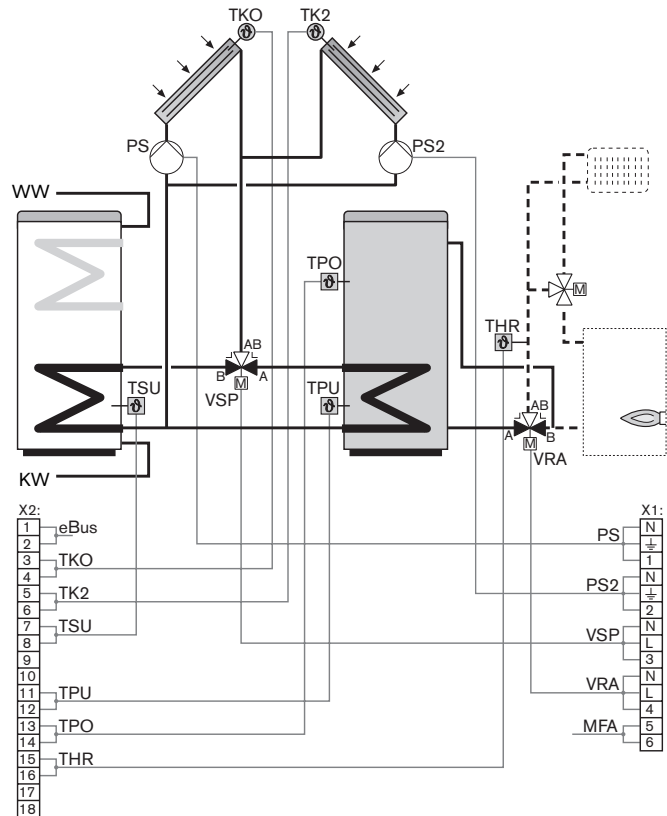 TKO TK2
PS PS2
WW
TPO
M
THR
AB
B A
M
VSP
TSU
TPU
AB
A B
M
VRA
KW
X2:
1 eBus
2
3 TKO
4
5 TK2
6
7 TSU
8
9
10
11 TPU
12
13 TPO
14
15 THR
16
17
18
X1:
PS N
1
PS2 N
2
VSP N
L
3
VRA N
L
4
MFA 5
6